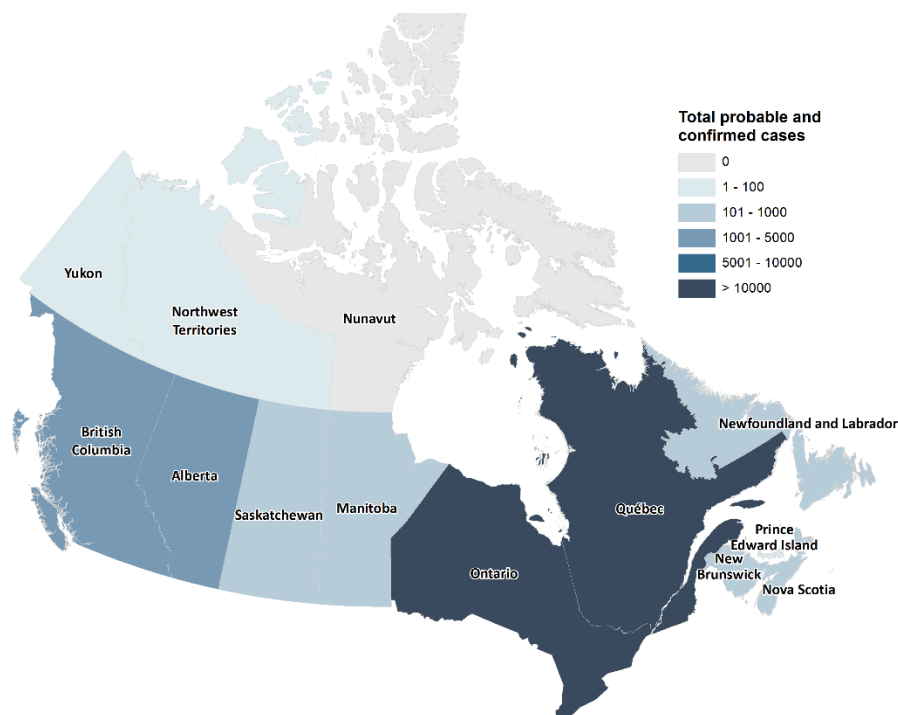 Total probable and
confirmed cases
0
1 - 100
101 - 1000
1001 - 5000
5001 - 10000
> 10000
Yukon
Northwest
Territories
Nunavut
British
Columbia
Alberta
Saskatchewan
Manitoba
Ontario
Québec
Newfoundland and Labrador
Prince
Edward Island
New
Brunswick
Nova Scotia